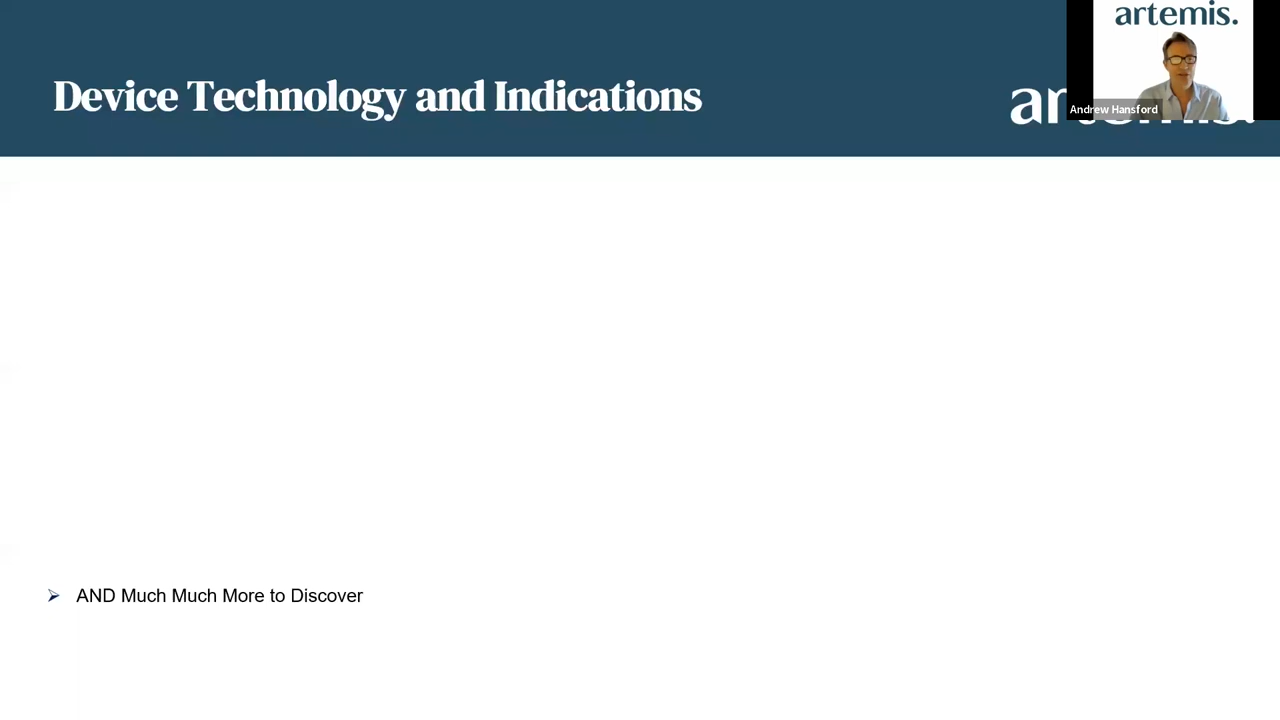 artemis.
Device Technology and Indications
Andrew Hansford
AND Much Much More to Discover